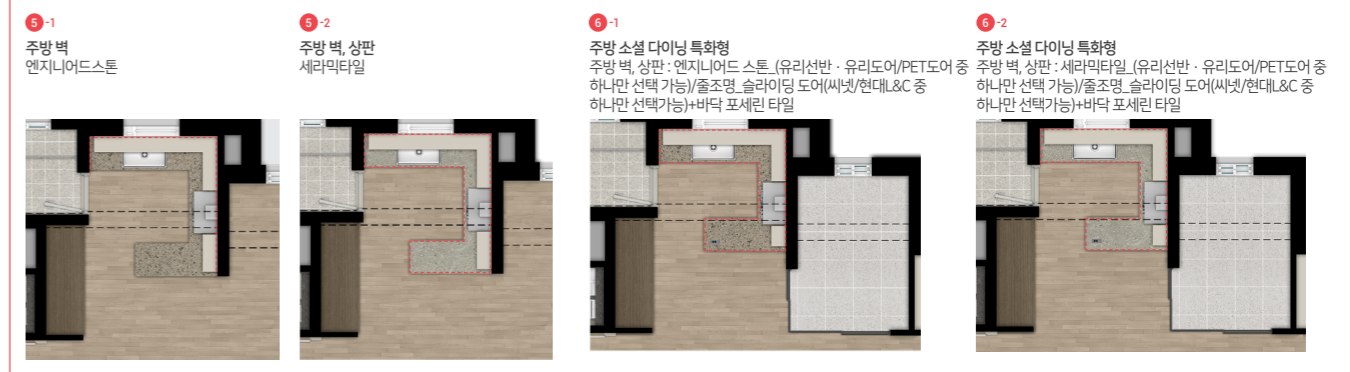 5 -1
주방 벽
엔지니어드스톤
5 -2
주방 벽, 상판
세라믹타일
6 -1
주방 소셜 다이닝 특화형
주방 벽, 상판 : 엔지니어드 스톤_(유리선반 · 유리도어/PET도어 중
하나만 선택 가능)/줄조명_슬라이딩 도어(씨넷/현대L&C 중
하나만 선택가능)+바닥 포세린 타일
6 -2
주방 소셜 다이닝 특화형
주방 벽, 상판 : 세라믹타일_(유리선반 · 유리도어/PET도어 중
하나만 선택 가능)/줄조명_슬라이딩 도어(씨넷/현대L&C 중
하나만 선택가능)+바닥 포세린 타일